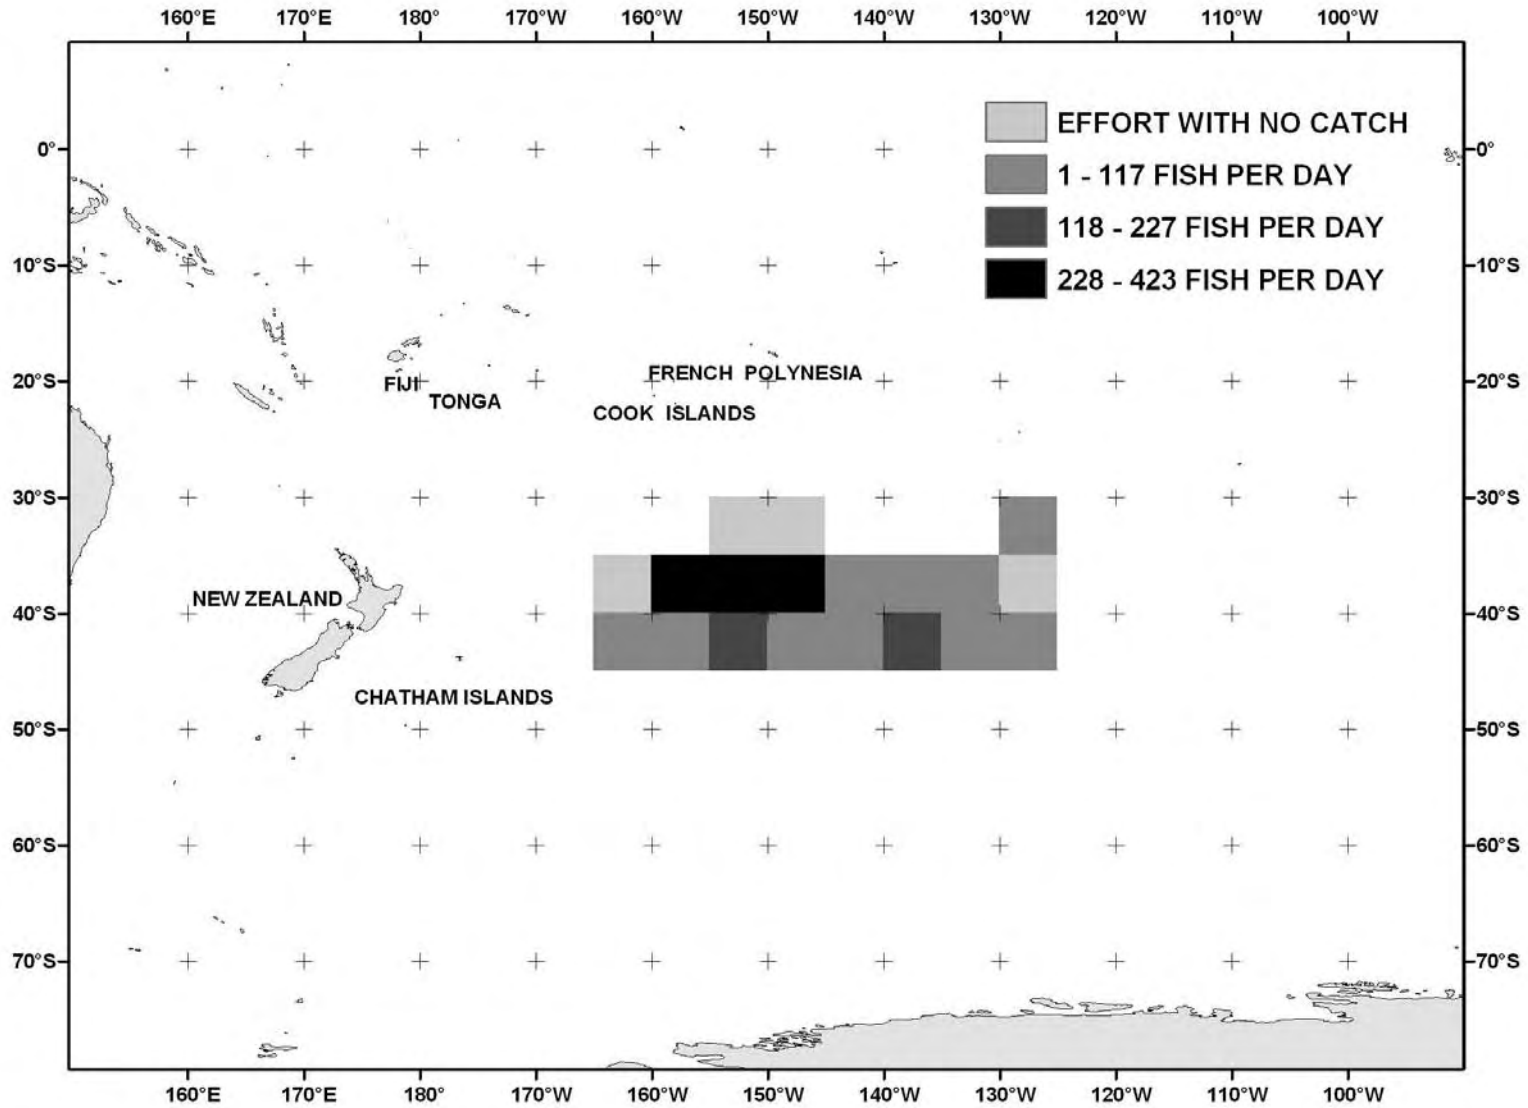 160°E 170°E 180° 170°W 160°W 150°W 140°W 130°W 120°W 110°W 100°W
EFFORT WITH NO CATCH
0° 0°
1 - 117 FISH PER DAY
118 - 227 FISH PER DAY
10°S 10°S
228 - 423 FISH PER DAY
FRENCH POLYNESIA
20°S 20°S
FIJI
TONGA
COOK ISLANDS
30°S 30°S
NEW ZEALAND
40°S 40°S
CHATHAM ISLANDS
50°S 50°S
60°S 60°S
70°S 70°S
160°E 170°E 180° 170°W 160°W 150°W 140°W 130°W 120°W 110°W 100°W